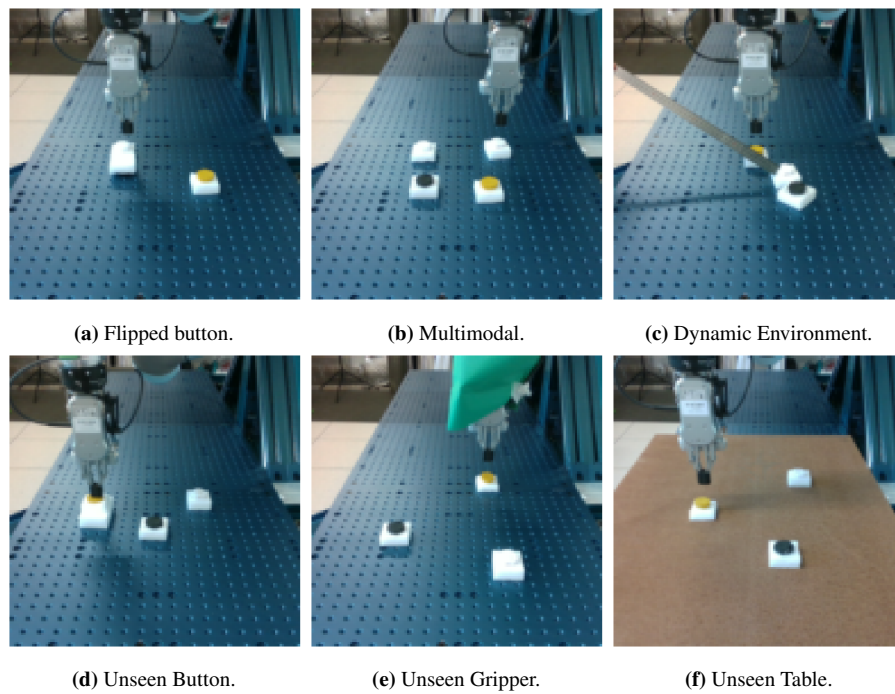 (a) Flipped button.
(b) Multimodal.
(c) Dynamic Environment.
(d) Unseen Button.
(e) Unseen Gripper.
(f) Unseen Table.